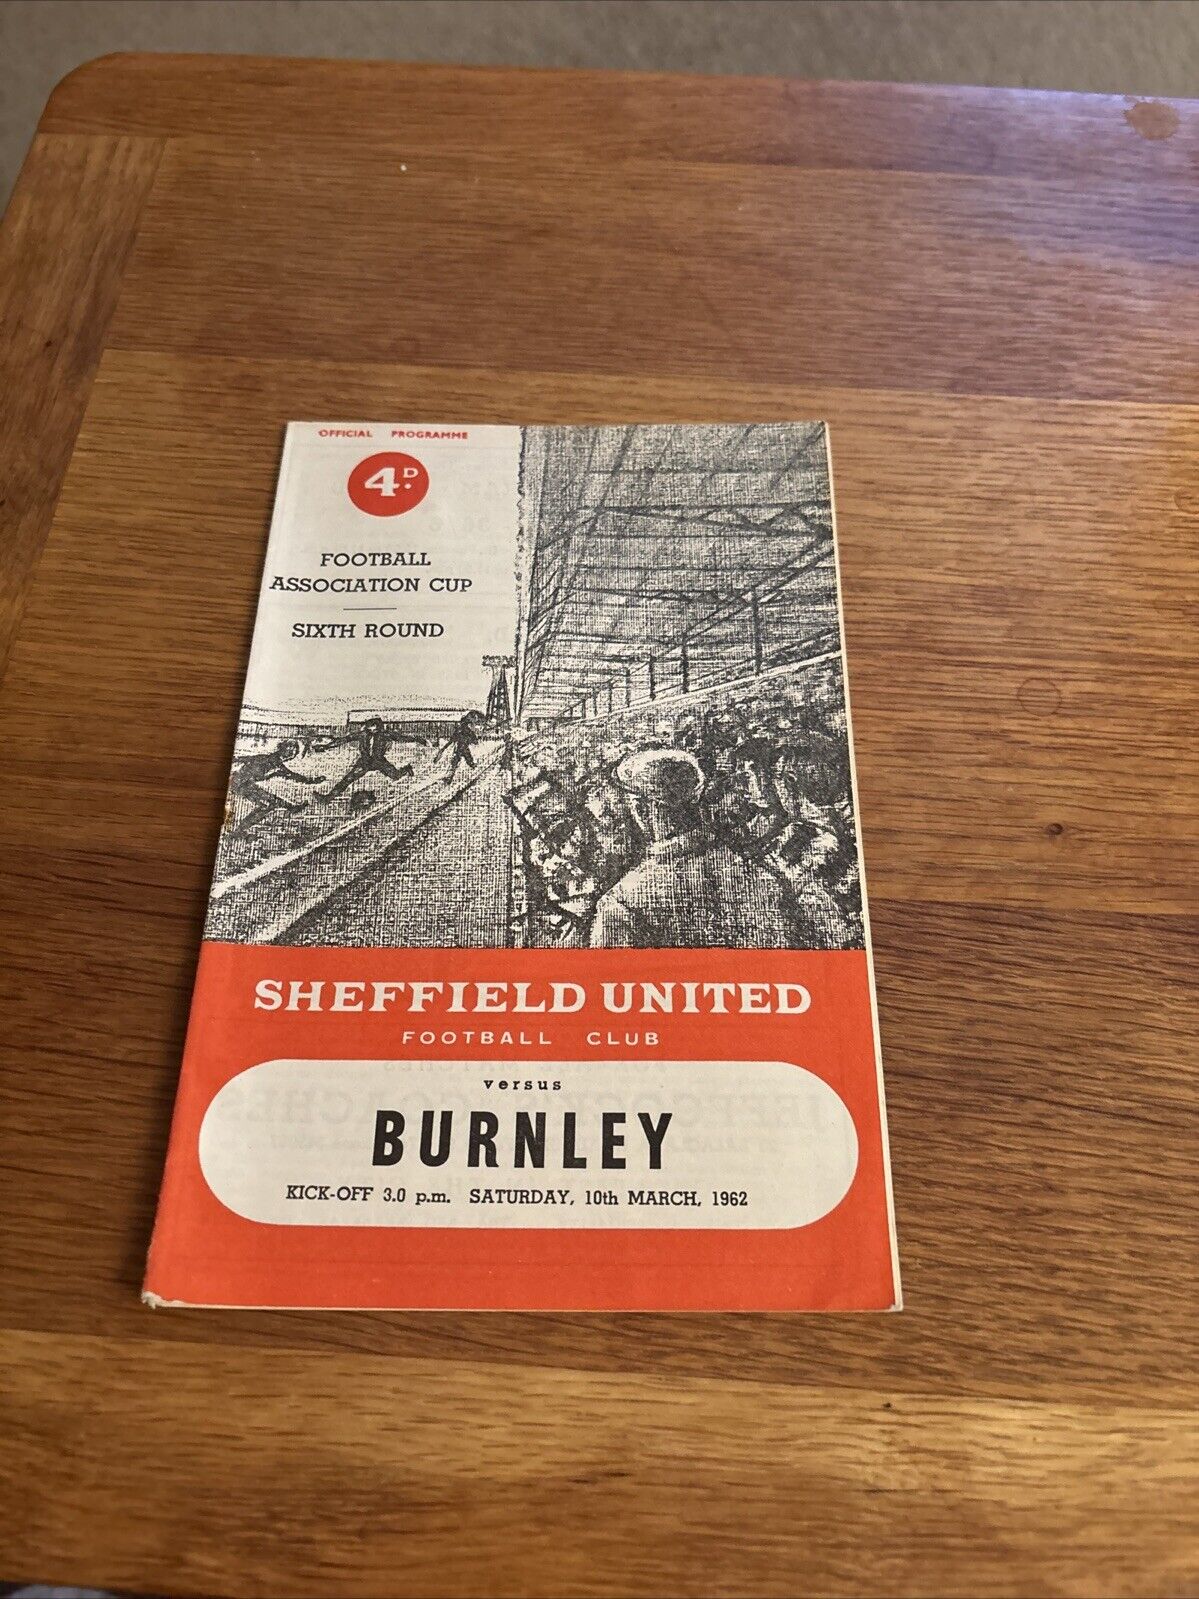 OFFICIAL PROGRAMME
4D.
FOOTBALL
ASSOCIATION CUP
SIXTH ROUND
SHEFFIELD UNITED
FOOTBALL CLUB
versus
BURNLEY
KICK-OFF 3.0 p.m. SATURDAY, 10th MARCH, 1962